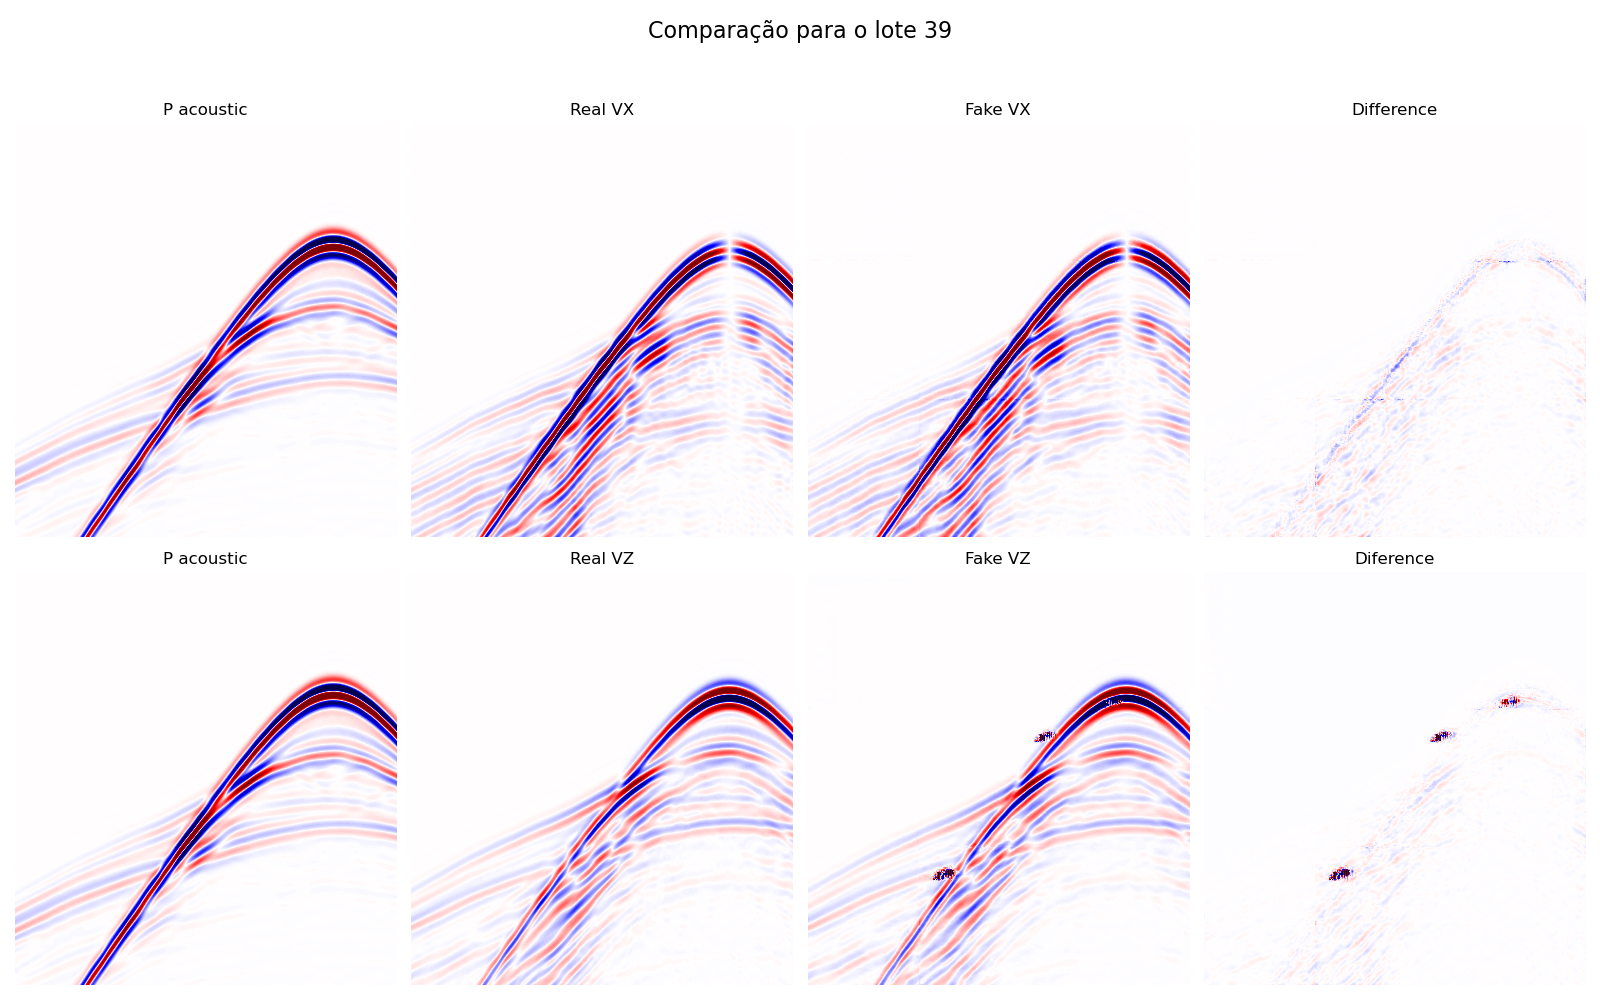 Comparação para o lote 39
P acoustic
Real VX
Fake VX
Difference
P acoustic
Real VZ
Fake VZ
Diference